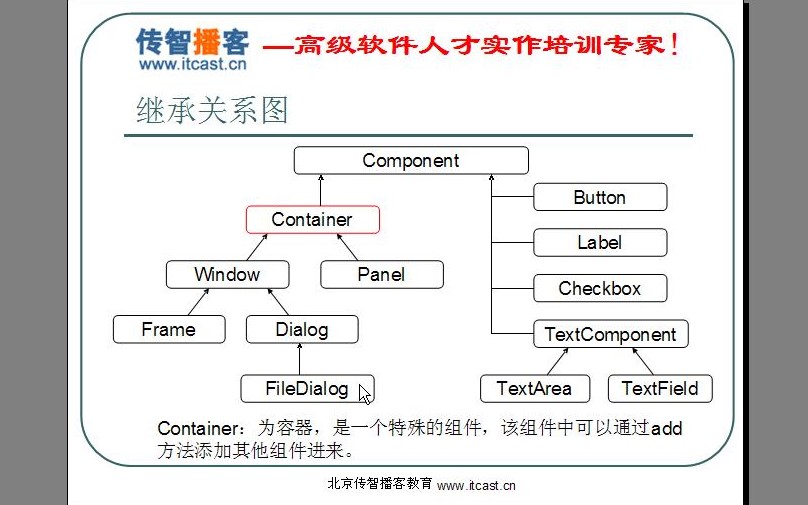 传智播客 —高级软件人才实作培训专家!
www.itcast.cn
继承关系图
Component
Button
Container
Label
Window
Panel
Checkbox
Frame
Dialog
TextComponent
FileDialog
TextArea
TextField
Container：为容器，是一个特殊的组件，该组件中可以通过add
方法添加其他组件进来。
北京传智播客教育 www.itcast.cn